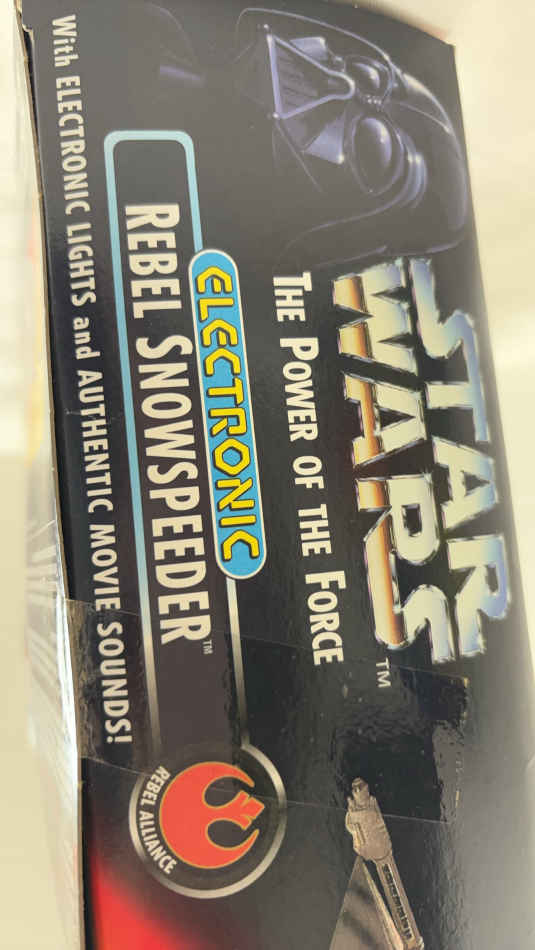 STAR
WARS™
THE POWER OF THE FORCE
ELECTRONIC
REBEL SNOWSPEEDER™
With ELECTRONIC LIGHTS and AUTHENTIC MOVIE SOUNDS!
REBEL ALLIANCE